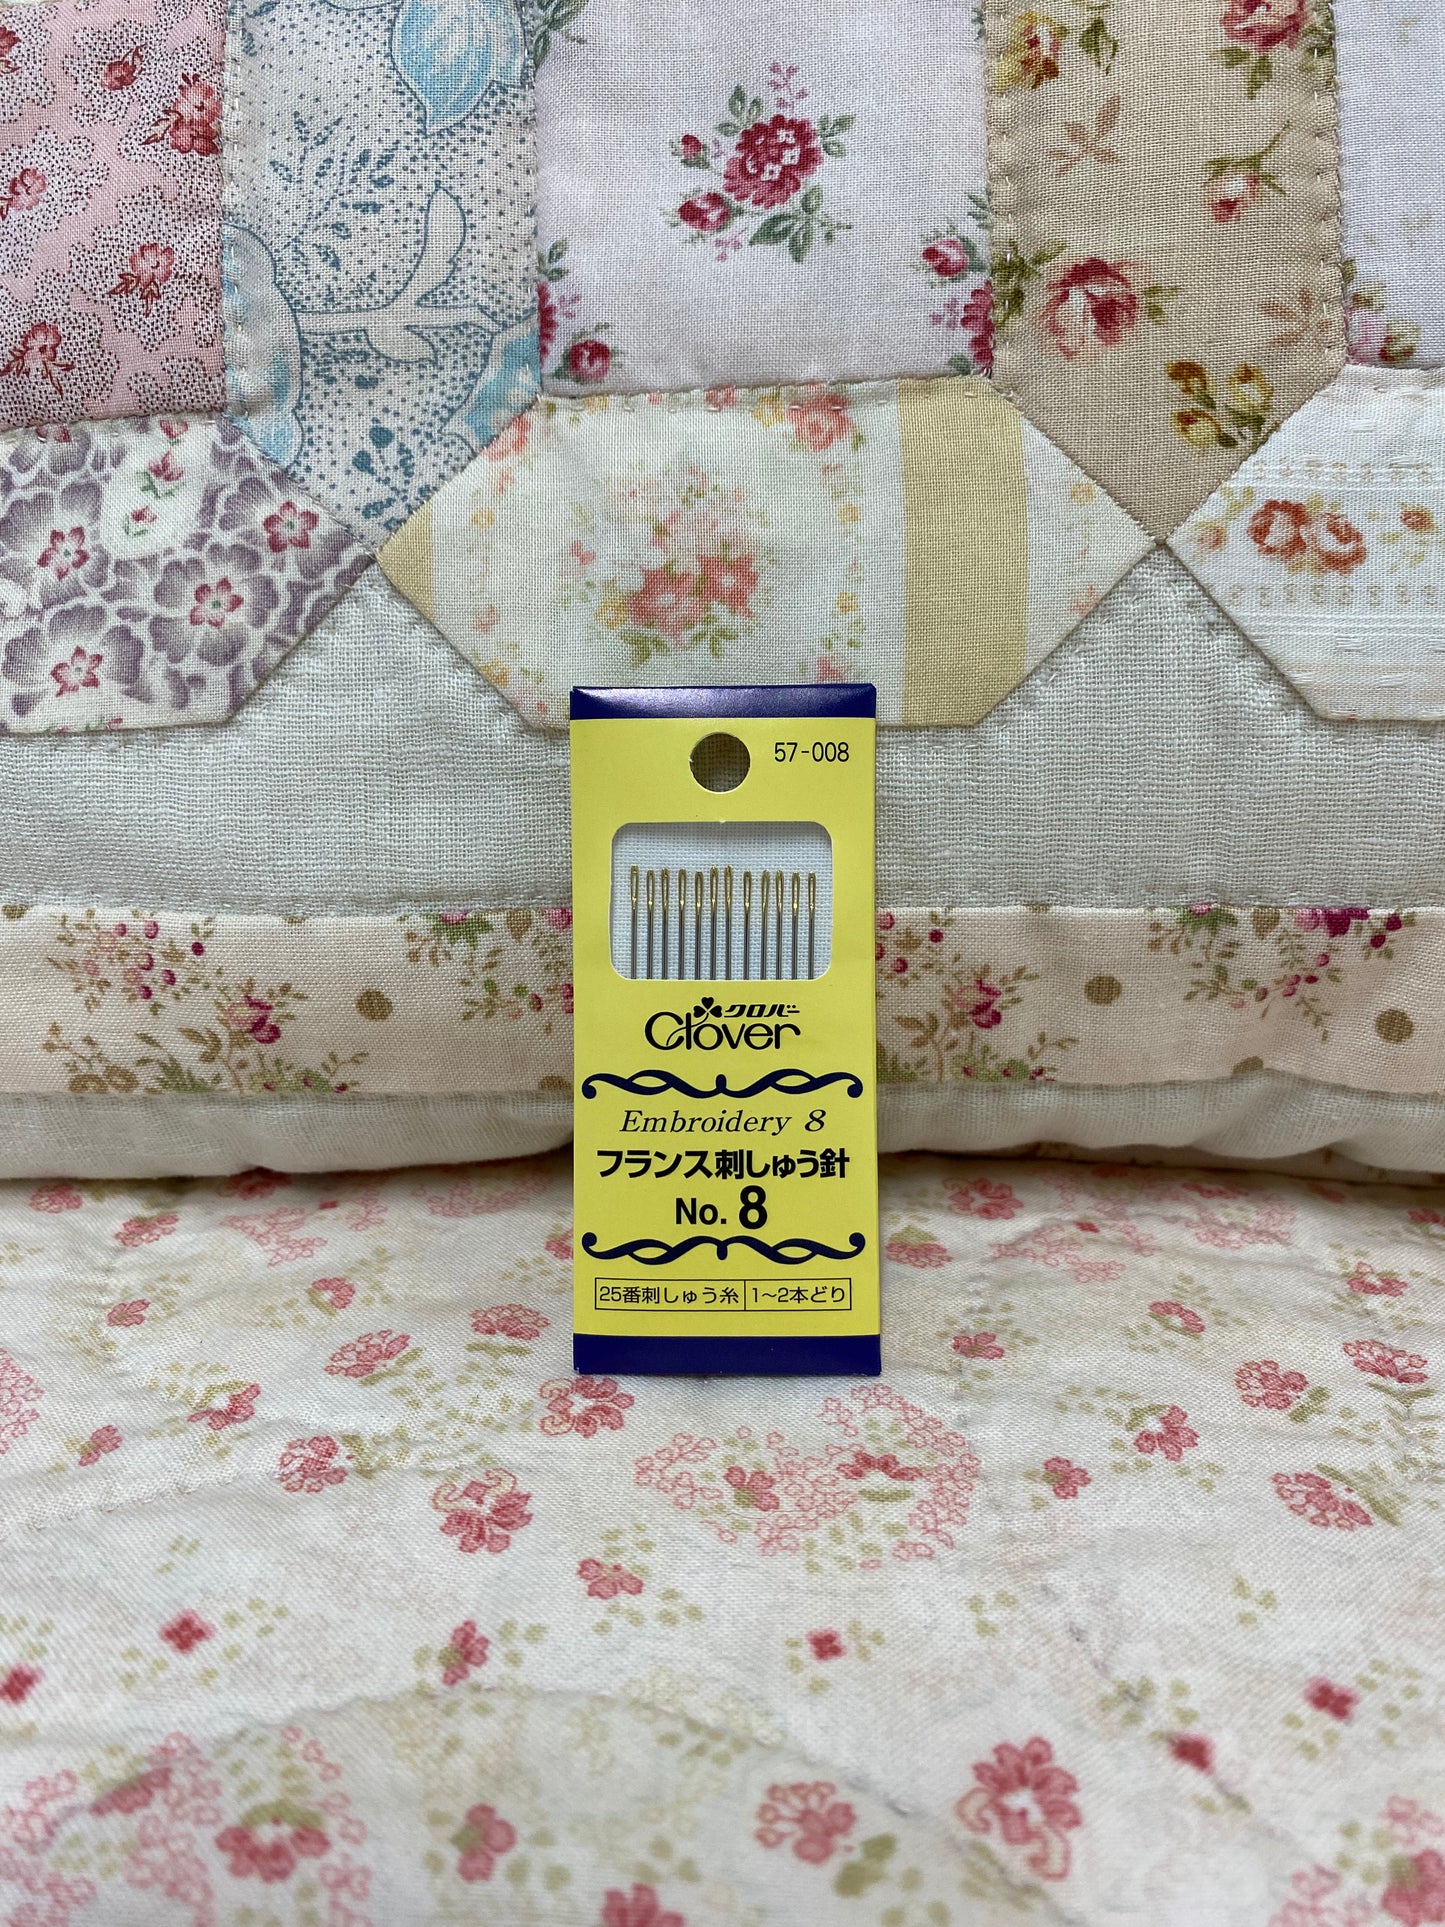 57-008
クロバー
Clover
Embroidery 8
フランス刺しゅう針
No. 8
25番刺しゅう糸 1～2本どり